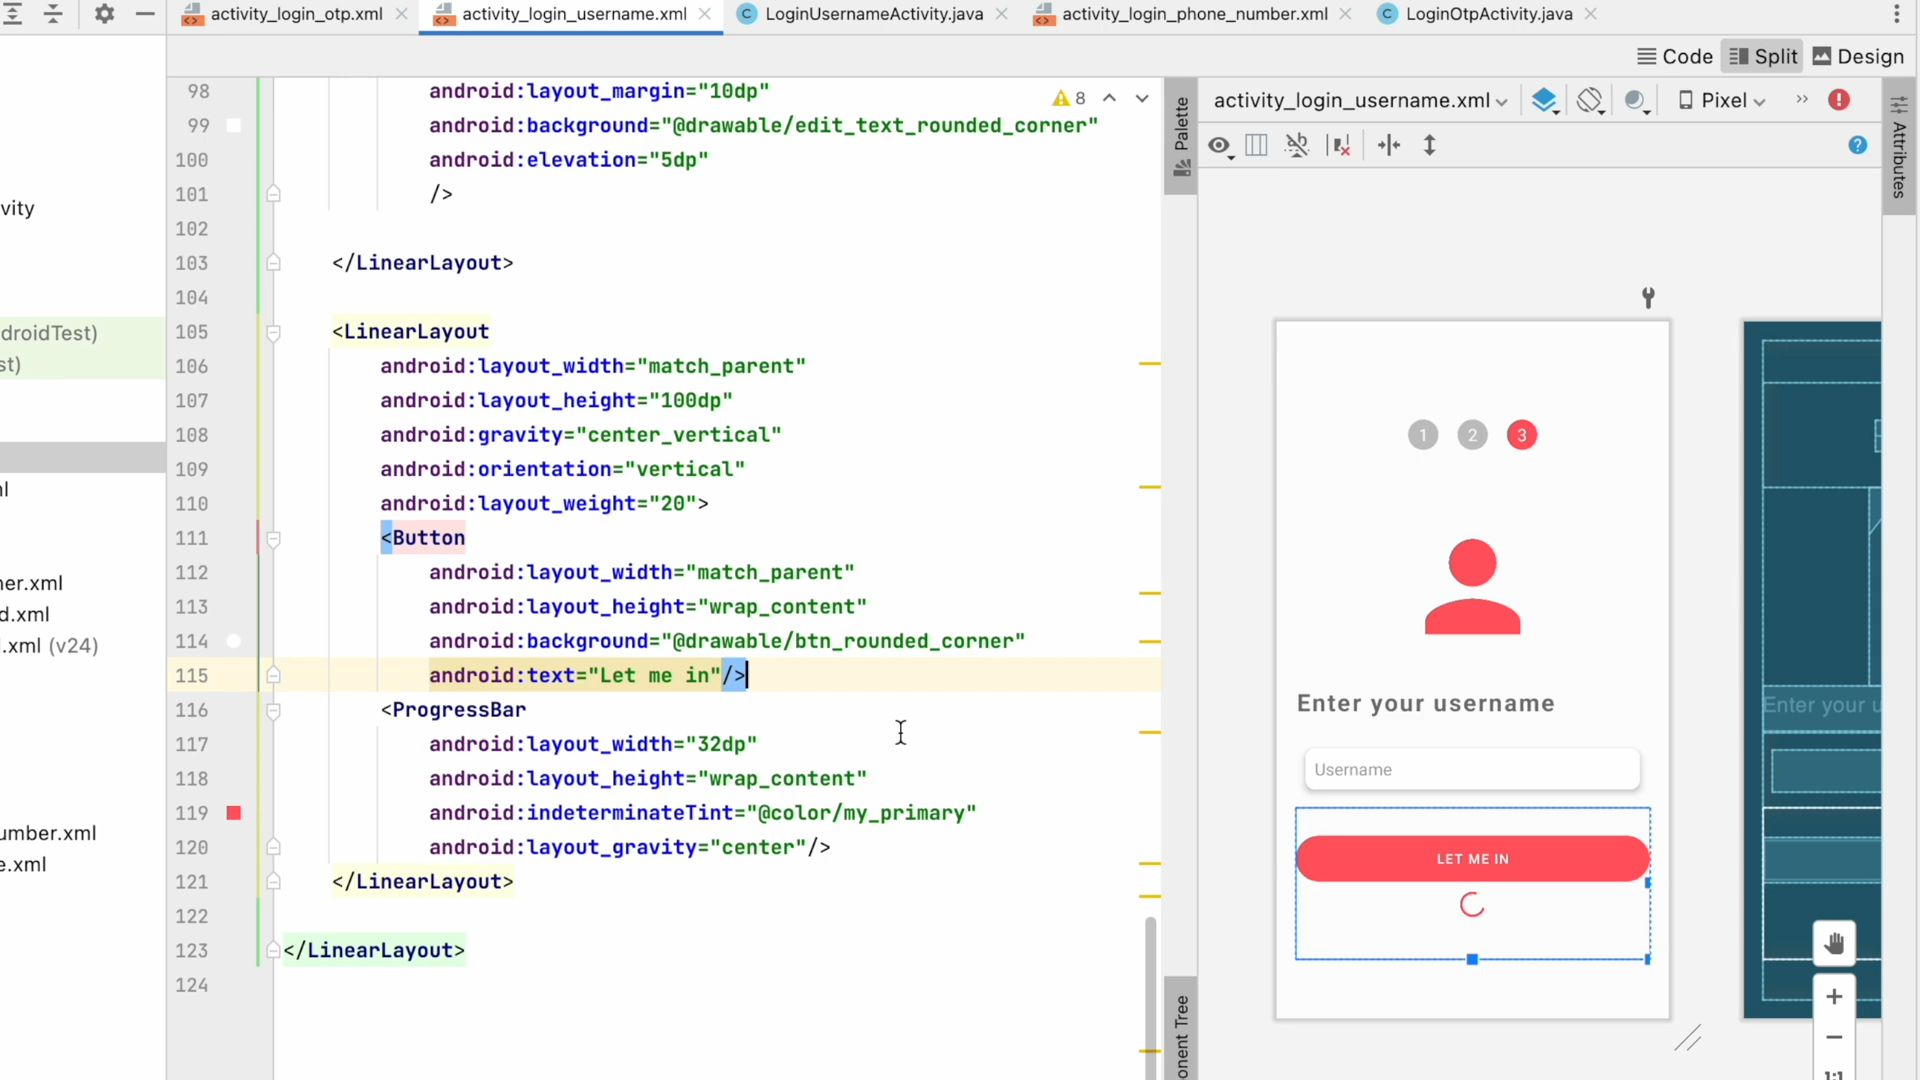 activity_login_otp.xml
activity_login_username.xml
LoginUsernameActivity.java
activity_login_phone_number.xml
LoginOtpActivity.java
Code
Split
Design
vity
droidTest)
st)
ner.xml
d.xml
.xml (v24)
umber.xml
e.xml
98 android:layout_margin="10dp"
99 android:background="@drawable/edit_text_rounded_corner"
100 android:elevation="5dp"
101 />
102
103 </LinearLayout>
104
105 <LinearLayout
106 android:layout_width="match_parent"
107 android:layout_height="100dp"
108 android:gravity="center_vertical"
109 android:orientation="vertical"
110 android:layout_weight="20">
111 <Button
112 android:layout_width="match_parent"
113 android:layout_height="wrap_content"
114 android:background="@drawable/btn_rounded_corner"
115 android:text="Let me in"/>
116 <ProgressBar
117 android:layout_width="32dp"
118 android:layout_height="wrap_content"
119 android:indeterminateTint="@color/my_primary"
120 android:layout_gravity="center"/>
121 </LinearLayout>
122
123 </LinearLayout>
124
8
Palette
onent Tree
activity_login_username.xml
Pixel
Attributes
1 2 3
Enter your username
Username
LET ME IN
Enter your u
1:1